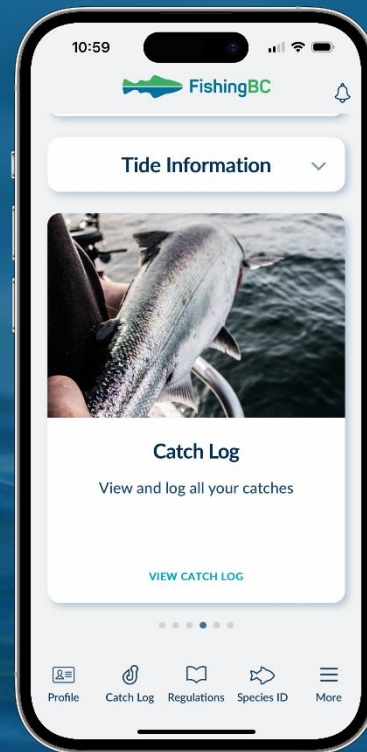 10:59
FishingBC
Tide Information
Catch Log
View and log all your catches
VIEW CATCH LOG
Profile Catch Log Regulations Species ID More